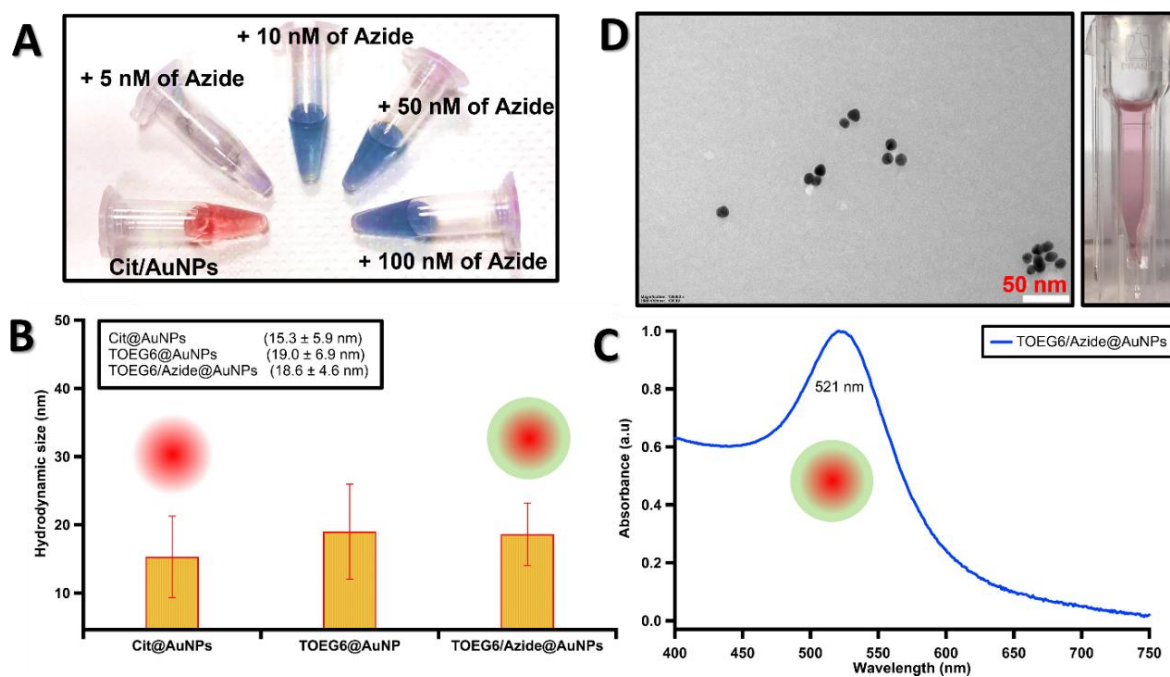 A
+ 10 nM of Azide
+ 5 nM of Azide
+ 50 nM of Azide
Cit/AuNPs
+ 100 nM of Azide
D
50 nm
B
Cit@AuNPs (15.3 ± 5.9 nm)
TOEG6@AuNPs (19.0 ± 6.9 nm)
TOEG6/Azide@AuNPs (18.6 ± 4.6 nm)
Hydrodynamic size (nm)
50
40
30
20
10
Cit@AuNPs
TOEG6@AuNP
TOEG6/Azide@AuNPs
C
TOEG6/Azide@AuNPs
521 nm
Absorbance (a.u)
1.0
0.8
0.6
0.4
0.2
0.0
400
450
500
550
600
650
700
750
Wavelength (nm)